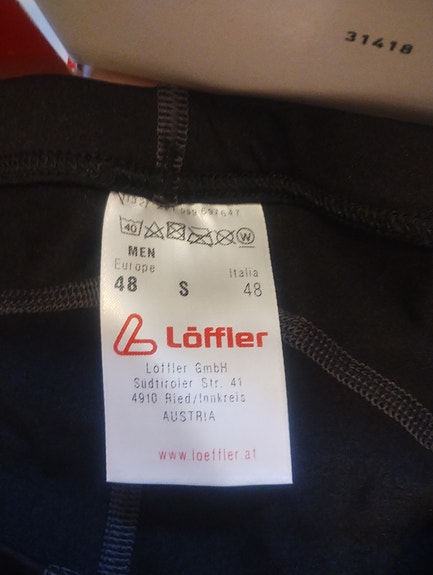 31418
40 W
MEN
Europe Italia
48 S 48
Löffler
Löffler GmbH
Südtiroler Str. 41
4910 Ried/Innkreis
AUSTRIA
www.loeffler.at